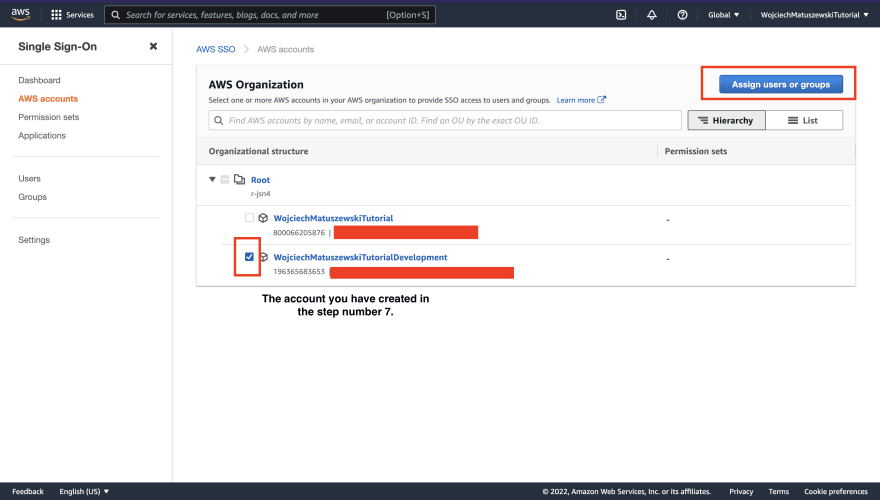 aws
Services
Search for services, features, blogs, docs, and more
[Option+S]
Global ▼
WojciechMatuszewskiTutorial ▼
Single Sign-On
Dashboard
AWS accounts
Permission sets
Applications
Users
Groups
Settings
AWS SSO > AWS accounts
AWS Organization
Select one or more AWS accounts in your AWS organization to provide SSO access to users and groups. Learn more
Assign users or groups
Find AWS accounts by name, email, or account ID. Find an OU by the exact OU ID.
Hierarchy
List
Organizational structure
Permission sets
Root
r-jsn4
WojciechMatuszewskiTutorial
-
800066205876 |
WojciechMatuszewskiTutorialDevelopment
-
196365683653
The account you have created in
the step number 7.
Feedback
English (US) ▼
© 2022, Amazon Web Services, Inc. or its affiliates.
Privacy
Terms
Cookie preferences